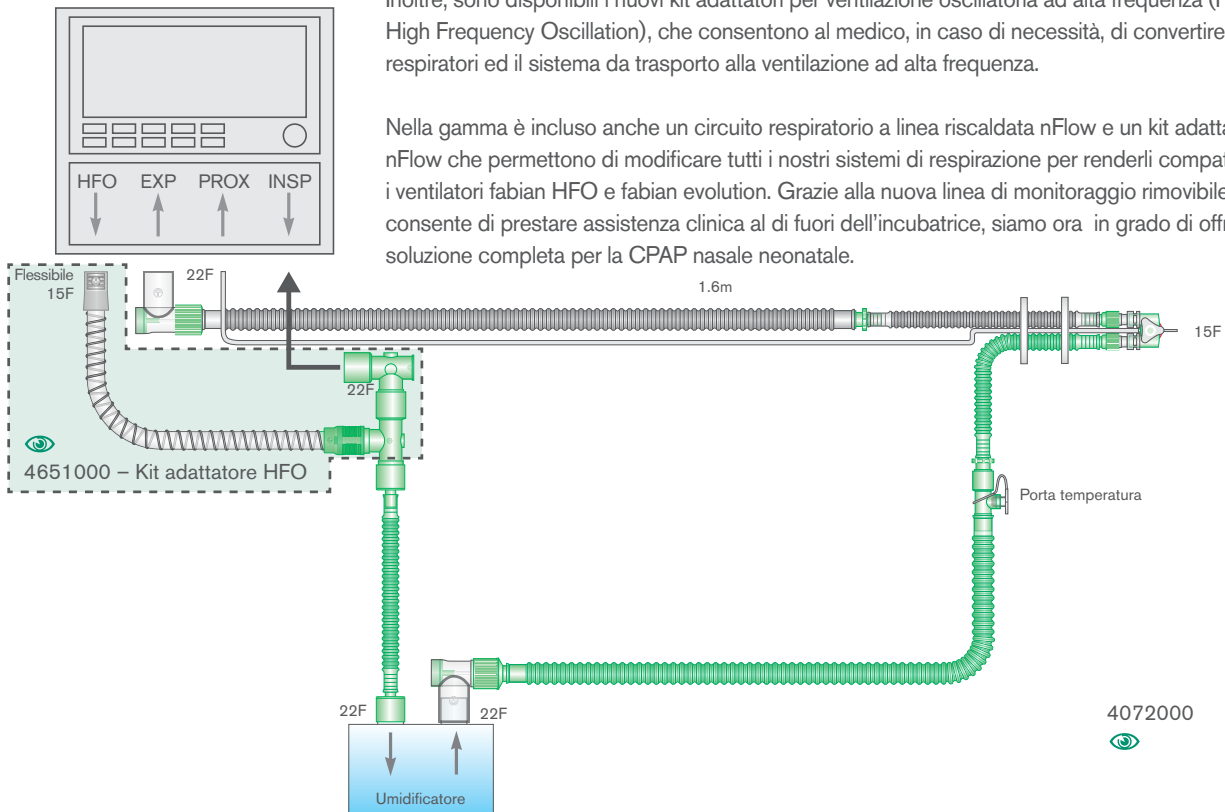 Inoltre, sono disponibili i nuovi kit adattatori per ventilazione oscillatoria ad alta frequenza
High Frequency Oscillation), che consentono al medico, in caso di necessità, di convertire
respiratori ed il sistema da trasporto alla ventilazione ad alta frequenza.
Nella gamma è incluso anche un circuito respiratorio a linea riscaldata nFlow e un kit
nFlow che permettono di modificare tutti i nostri sistemi di respirazione per renderli
i ventilatori fabian HFO e fabian evolution. Grazie alla nuova linea di monitoraggio rimovibile
consente di prestare assistenza clinica al di fuori dell'incubatrice, siamo ora in grado di
soluzione completa per la CPAP nasale neonatale.
HFO EXP PROX INSP
Flessibile
15F
22F
1.6m
15F
22F
4651000 – Kit adattatore HFO
Porta temperatura
22F
22F
4072000
Umidificatore